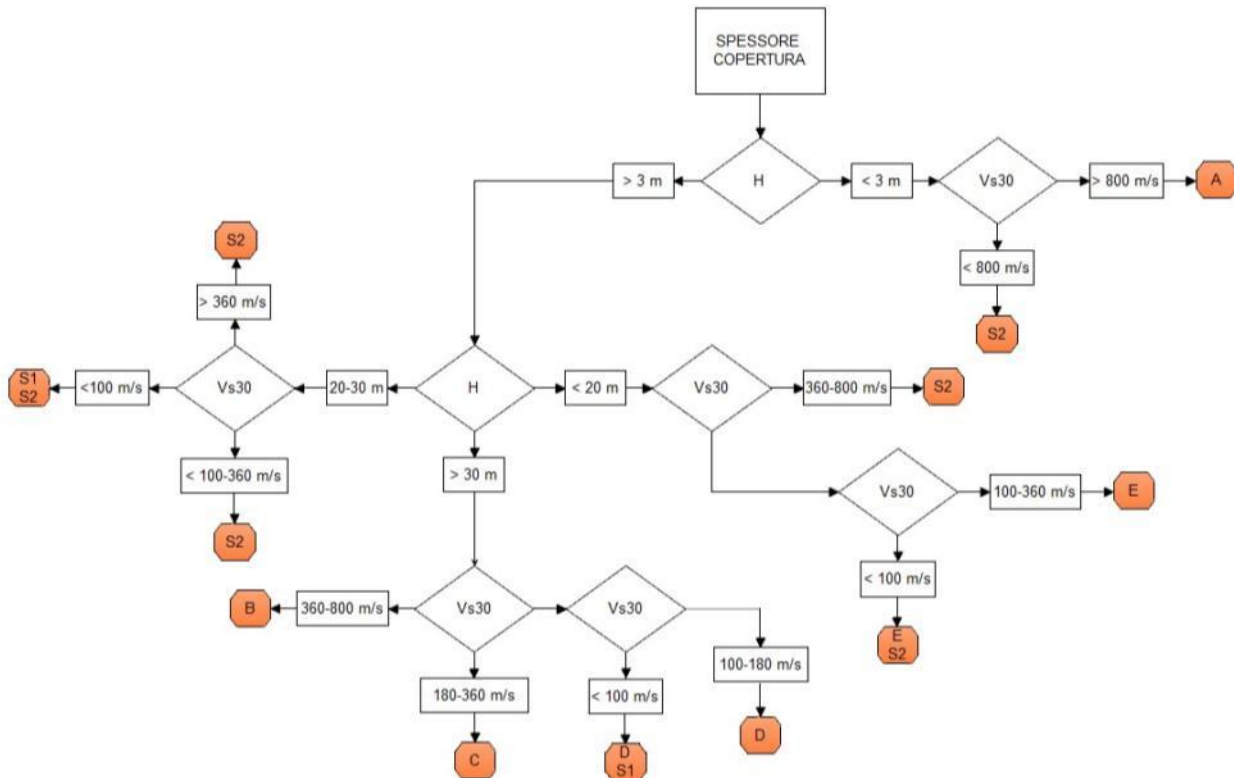 SPESSORE
COPERTURA
> 3 m
H
< 3 m
Vs30
> 800 m/s
A
S2
< 800 m/s
> 360 m/s
S2
S1
S2
<100 m/s
Vs30
20-30 m
H
< 20 m
Vs30
360-800 m/s
S2
< 100-360 m/s
> 30 m
Vs30
100-360 m/s
E
S2
< 100 m/s
B
360-800 m/s
Vs30
Vs30
E
S2
180-360 m/s
< 100 m/s
100-180 m/s
C
D
S1
D